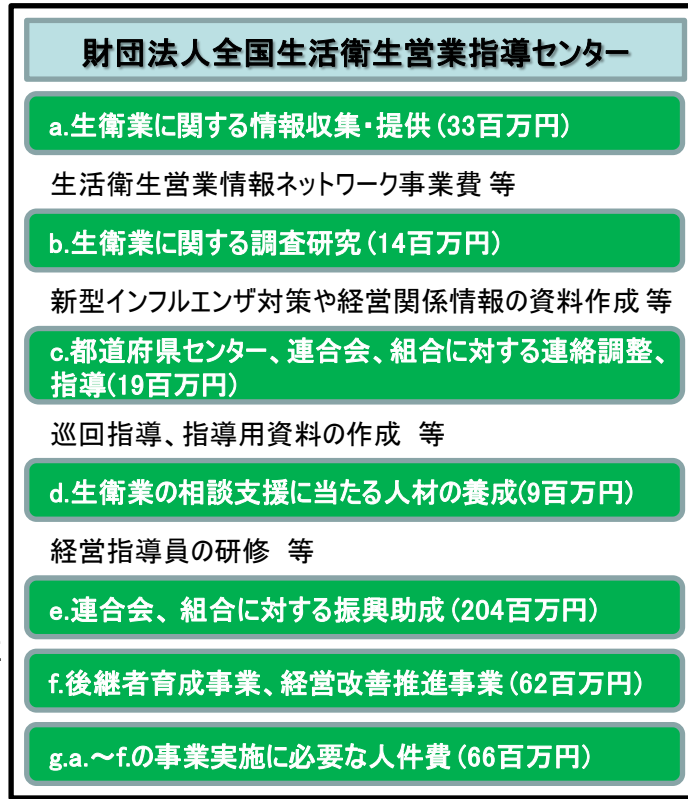 財団法人全国生活衛生営業指導センター
a.生衛業に関する情報収集・提供(33百万円)
生活衛生営業情報ネットワーク事業費 等
b.生衛業に関する調査研究(14百万円)
新型インフルエンザ対策や経営関係情報の資料作成 等
c.都道府県センター、連合会、組合に対する連絡調整、
指導(19百万円)
巡回指導、指導用資料の作成 等
d.生衛業の相談支援に当たる人材の養成(9百万円)
経営指導員の研修 等
e.連合会、組合に対する振興助成(204百万円)
f.後継者育成事業、経営改善推進事業(62百万円)
g.a.～f.の事業実施に必要な人件費(66百万円)